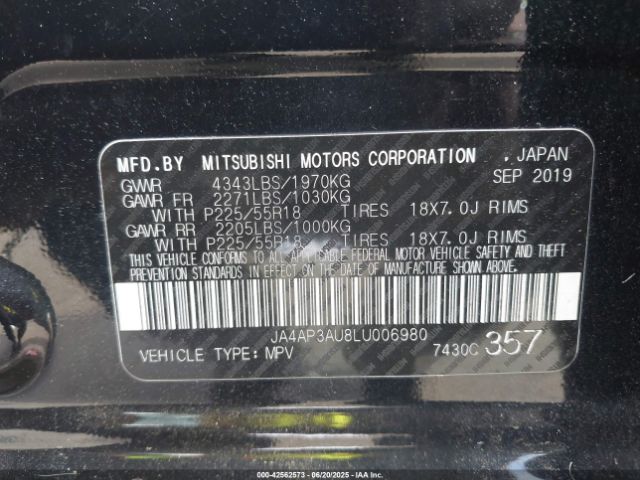 MFD.BY MITSUBISHI MOTORS CORPORATION , JAPAN
GVWR 4343LBS/1970KG SEP 2019
GAWR FR 2271LBS/1030KG
WITH P225/55R18 TIRES 18X7.0J RIMS
GAWR RR 2205LBS/1000KG
WITH P225/55R18 TIRES 18X7.0J RIMS
THIS VEHICLE CONFORMS TO ALL APPLICABLE FEDERAL MOTOR VEHICLE SAFETY AND THEFT
PREVENTION STANDARDS IN EFFECT ON THE DATE OF MANUFACTURE SHOWN ABOVE.
JA4AP3AU8LU006980
VEHICLE TYPE: MPV 7430C 357
000-42562573 - 06/20/2025 - IAA Inc.